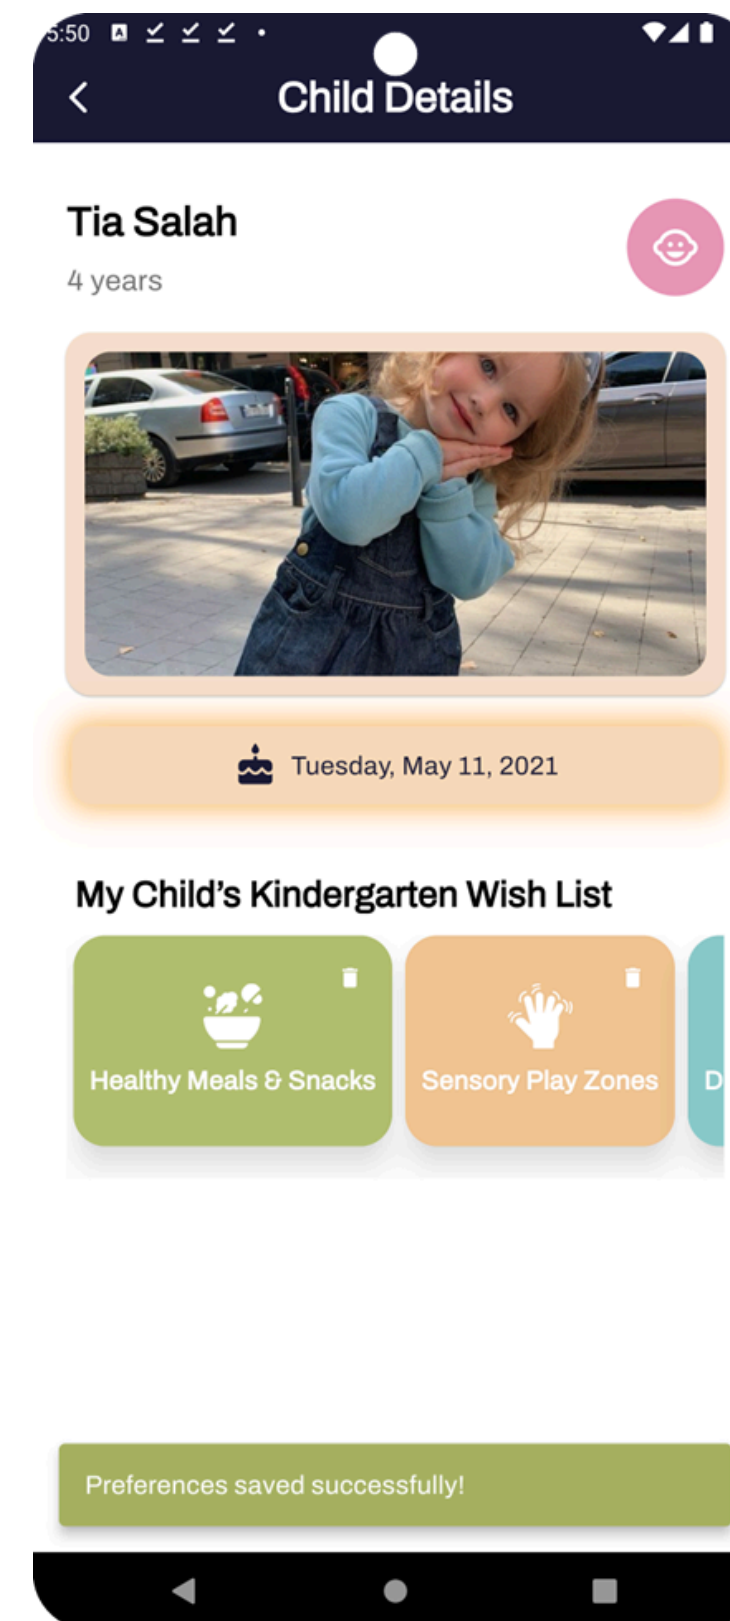 5:50
Child Details
Tia Salah
4 years
Tuesday, May 11, 2021
My Child's Kindergarten Wish List
Healthy Meals & Snacks
Sensory Play Zones
D
Preferences saved successfully!